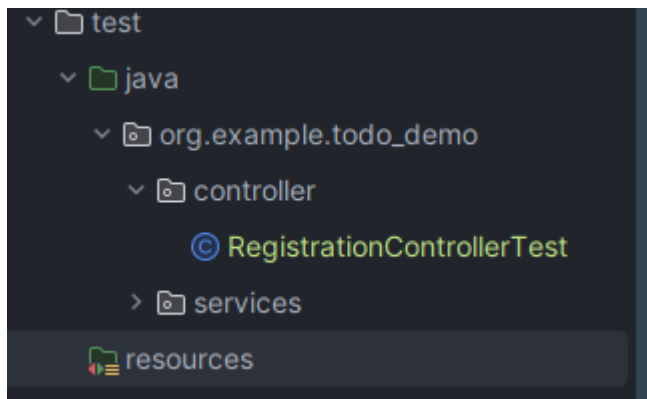 test
java
org.example.todo_demo
controller
RegistrationControllerTest
services
resources